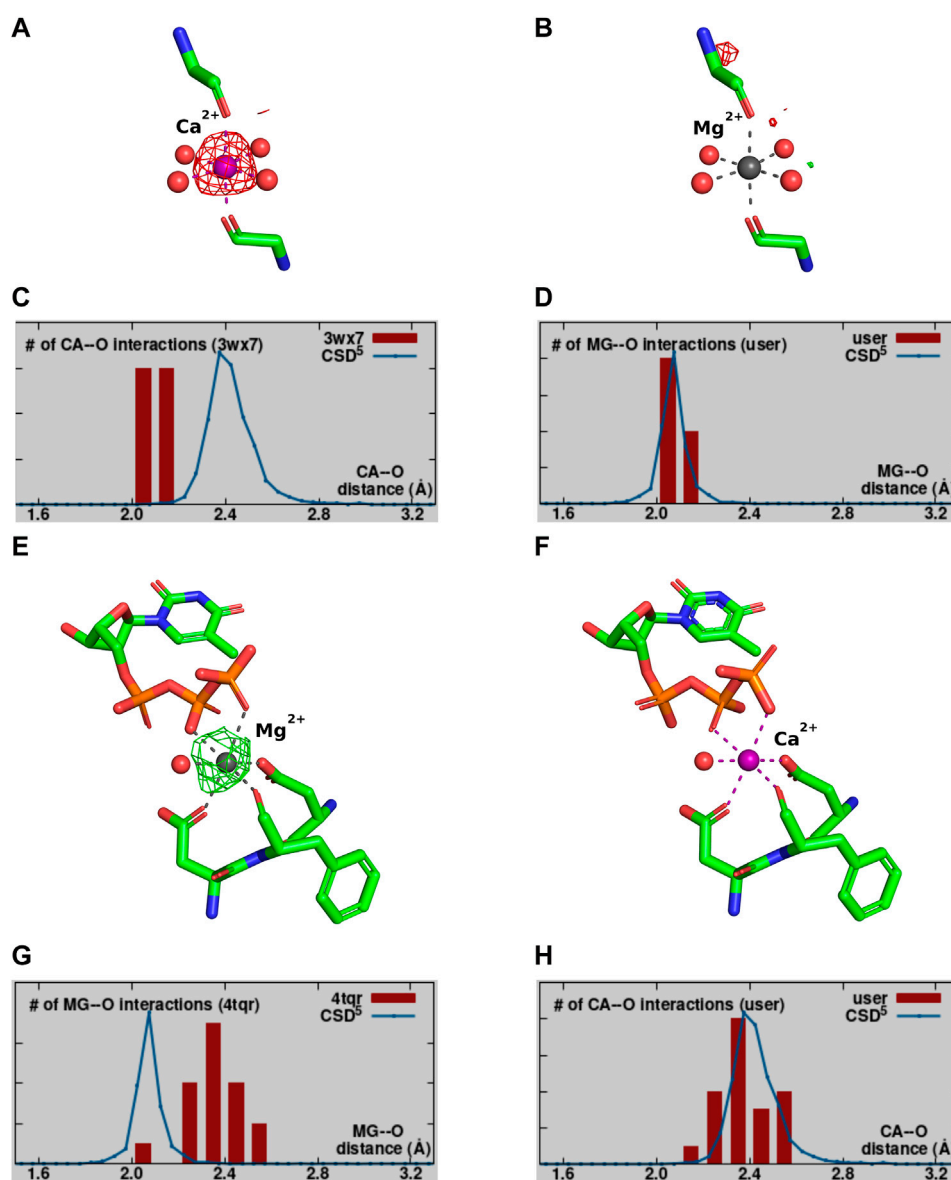 A
B
Ca2+
Mg2+
C
D
# of CA--O interactions (3wx7)
3wx7
CSD5
CA--O
distance (Å)
1.6 2.0 2.4 2.8 3.2
# of MG--O interactions (user)
user
CSD5
MG--O
distance (Å)
1.6 2.0 2.4 2.8 3.2
E
F
Mg2+
Ca2+
G
H
# of MG--O interactions (4tqr)
4tqr
CSD5
MG--O
distance (Å)
1.6 2.0 2.4 2.8 3.2
# of CA--O interactions (user)
user
CSD5
CA--O
distance (Å)
1.6 2.0 2.4 2.8 3.2